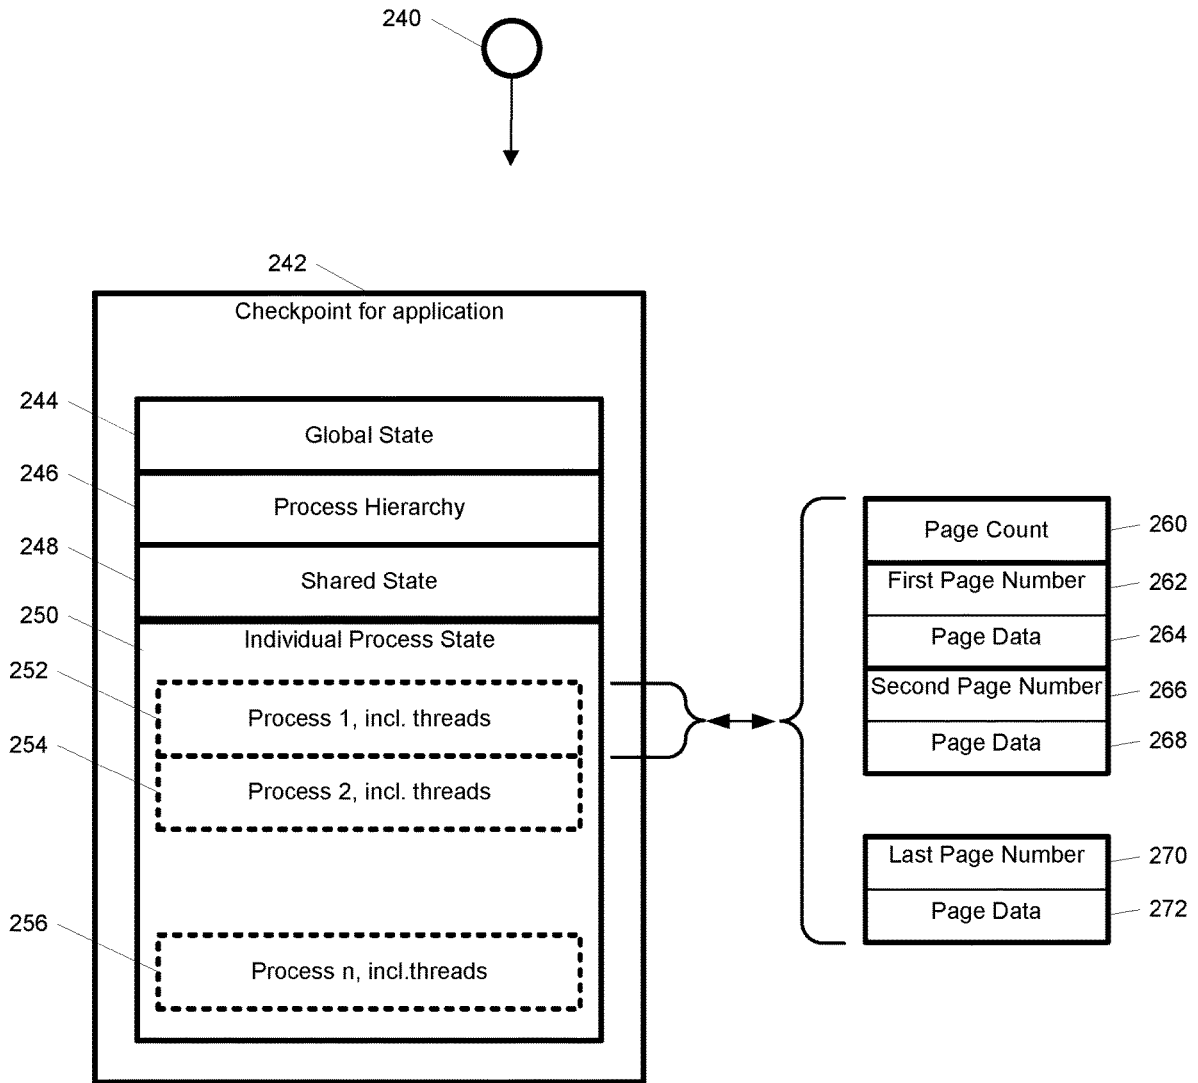 240
242
Checkpoint for application
244
Global State
246
Process Hierarchy
248
Shared State
250
Individual Process State
252
Process 1, incl. threads
254
Process 2, incl. threads
256
Process n, incl.threads
Page Count
260
First Page Number
262
Page Data
264
Second Page Number
266
Page Data
268
Last Page Number
270
Page Data
272